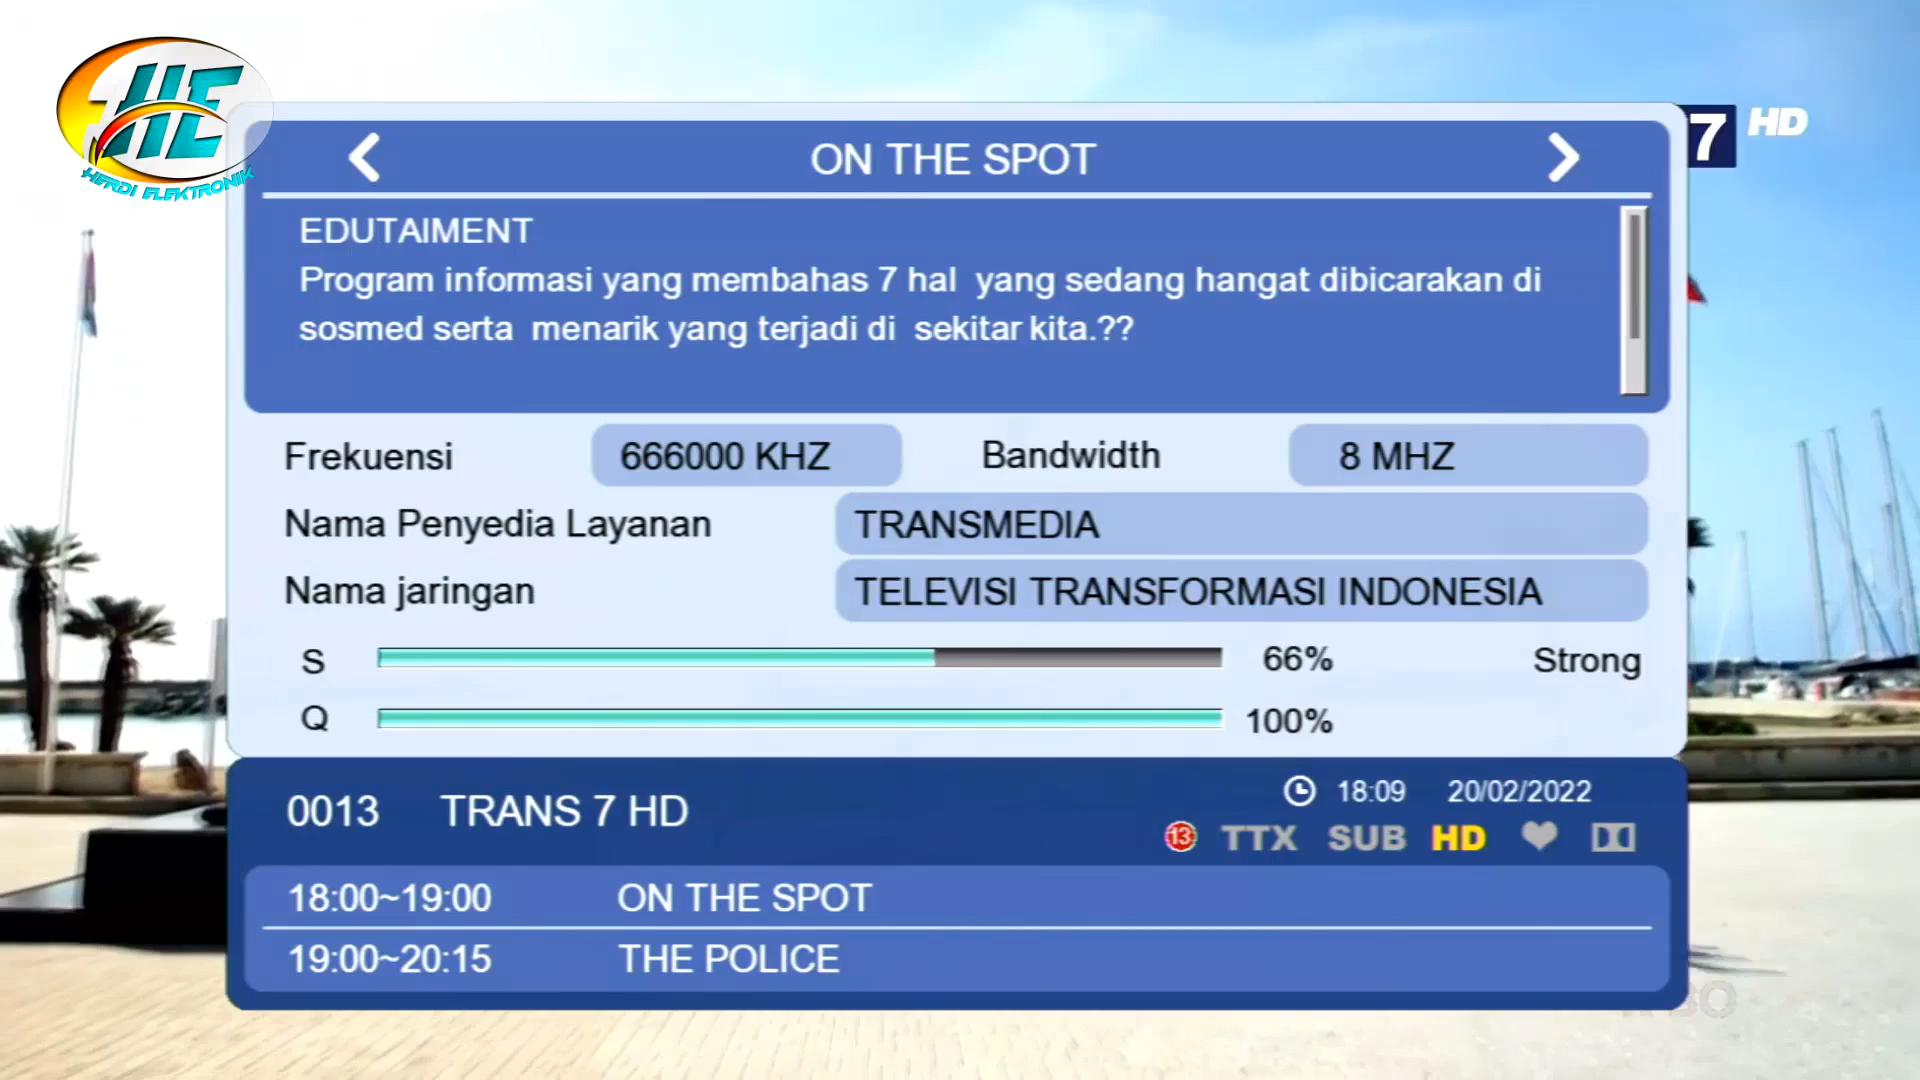 HE
HERDI ELEKTRONIK
7 HD
ON THE SPOT
EDUTAIMENT
Program informasi yang membahas 7 hal  yang sedang hangat dibicarakan di
sosmed serta  menarik yang terjadi di  sekitar kita.??
Frekuensi 666000 KHZ Bandwidth 8 MHZ
Nama Penyedia Layanan TRANSMEDIA
Nama jaringan TELEVISI TRANSFORMASI INDONESIA
S 66% Strong
Q 100%
0013 TRANS 7 HD 18:09 20/02/2022
13 TTX SUB HD
18:00~19:00 ON THE SPOT
19:00~20:15 THE POLICE